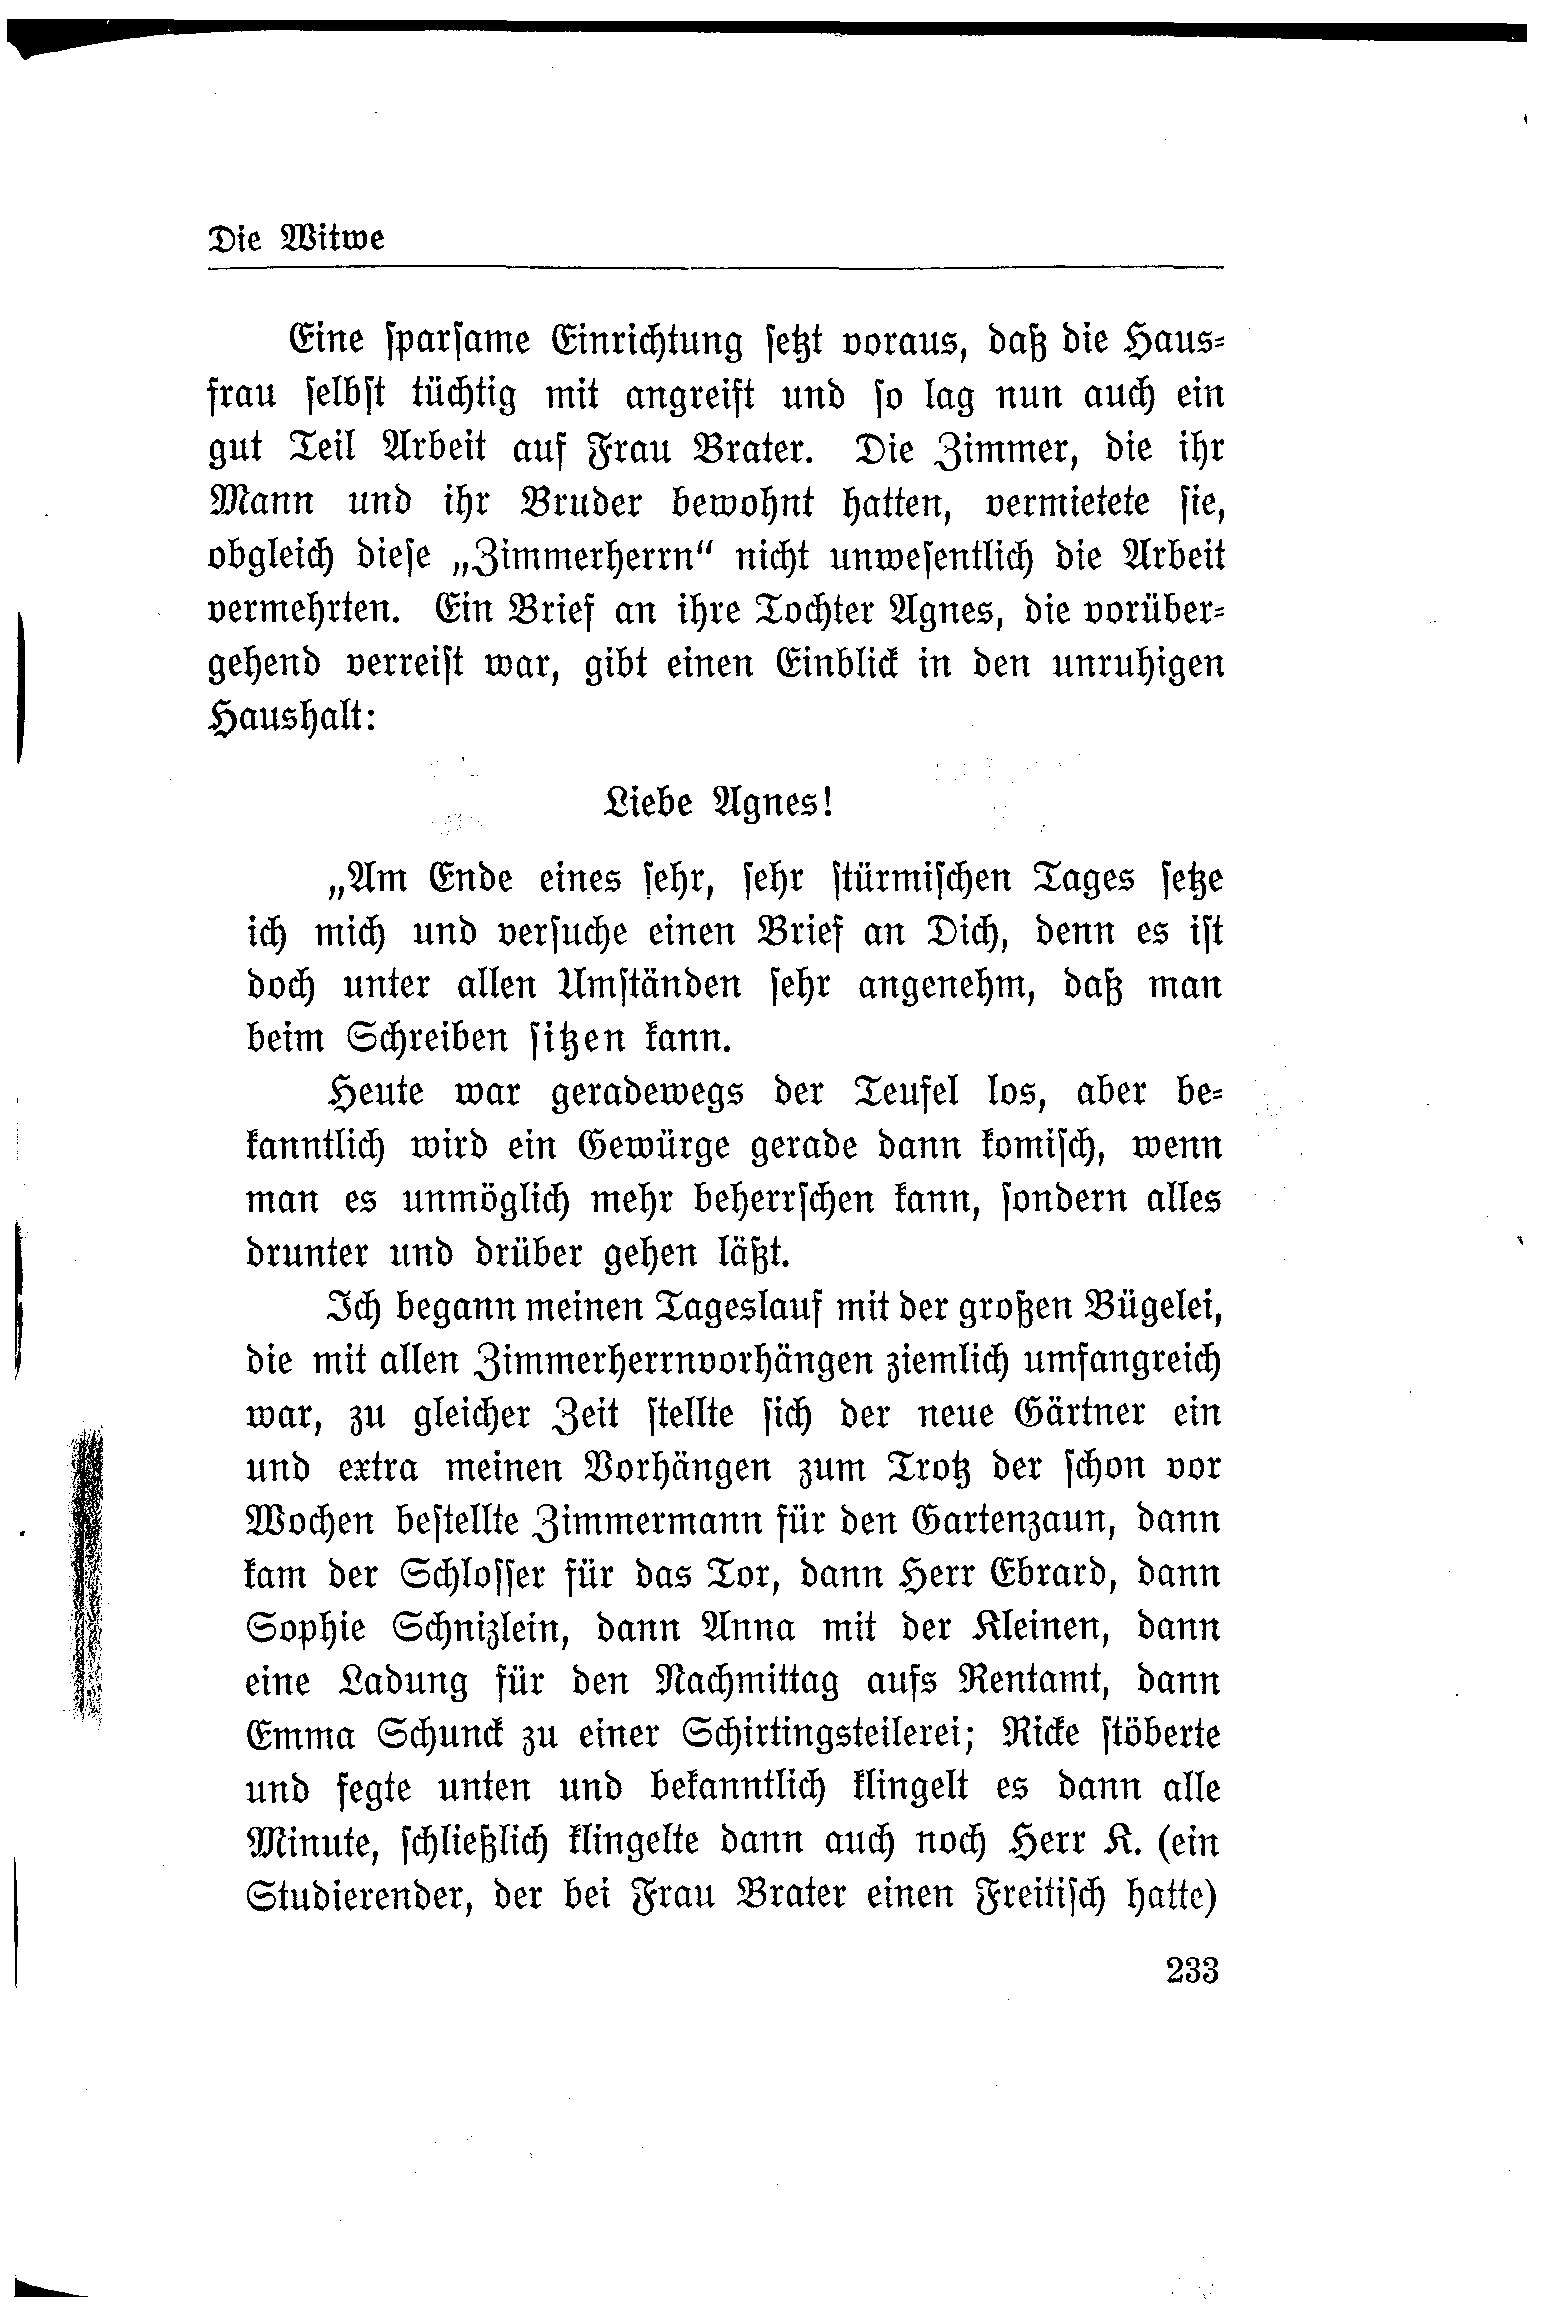 Die Witwe
Eine sparsame Einrichtung setzt voraus, daß die Haus-
frau selbst tüchtig mit angreift und so lag nun auch ein
gut Teil Arbeit auf Frau Brater. Die Zimmer, die ihr
Mann und ihr Bruder bewohnt hatten, vermietete sie,
obgleich diese „Zimmerherrn“ nicht unwesentlich die Arbeit
vermehrten. Ein Brief an ihre Tochter Agnes, die vorüber-
gehend verreist war, gibt einen Einblick in den unruhigen
Haushalt:
Liebe Agnes!
„Am Ende eines sehr, sehr stürmischen Tages setze
ich mich und versuche einen Brief an Dich, denn es ist
doch unter allen Umständen sehr angenehm, daß man
beim Schreiben sitzen kann.
Heute war geradewegs der Teufel los, aber be-
kanntlich wird ein Gewürge gerade dann komisch, wenn
man es unmöglich mehr beherrschen kann, sondern alles
drunter und drüber gehen läßt.
Ich begann meinen Tageslauf mit der großen Bügelei,
die mit allen Zimmerherrnvorhängen ziemlich umfangreich
war, zu gleicher Zeit stellte sich der neue Gärtner ein
und extra meinen Vorhängen zum Trotz der schon vor
Wochen bestellte Zimmermann für den Gartenzaun, dann
kam der Schlosser für das Tor, dann Herr Ebrard, dann
Sophie Schnizlein, dann Anna mit der Kleinen, dann
eine Ladung für den Nachmittag aufs Rentamt, dann
Emma Schunck zu einer Schirtingsteilerei; Ricke stöberte
und fegte unten und bekanntlich klingelt es dann alle
Minute, schließlich klingelte dann auch noch Herr K. (ein
Studierender, der bei Frau Brater einen Freitisch hatte)
233